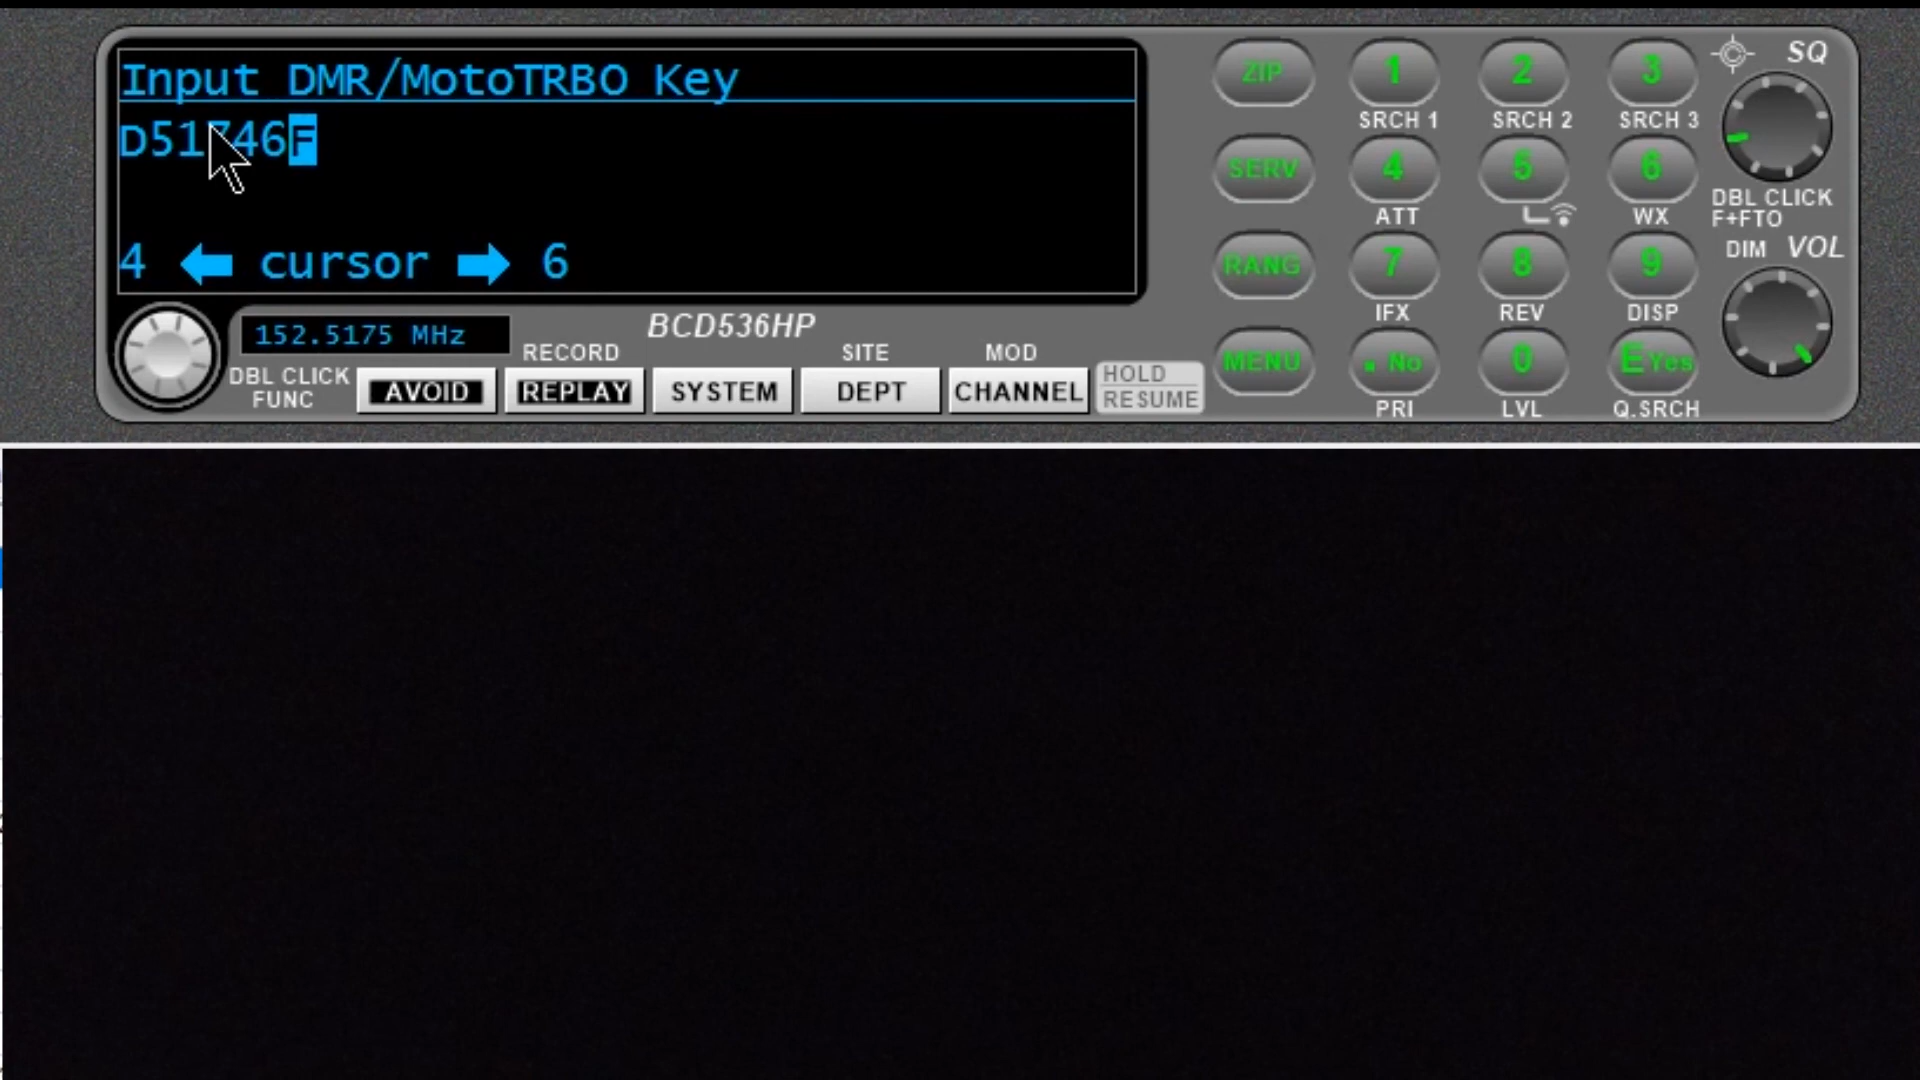 Input DMR/MotoTRBO Key
D51746F
4 cursor 6
152.5175 MHz
BCD536HP
RECORD
SITE
MOD
DBL CLICK
FUNC
AVOID
REPLAY
SYSTEM
DEPT
CHANNEL
HOLD
RESUME
ZIP
1
2
3
SRCH 1
SRCH 2
SRCH 3
SERV
4
5
6
ATT
WX
RANG
7
8
9
IFX
REV
DISP
MENU
. No
0
E Yes
PRI
LVL
Q.SRCH
SQ
DBL CLICK
F+FTO
DIM VOL